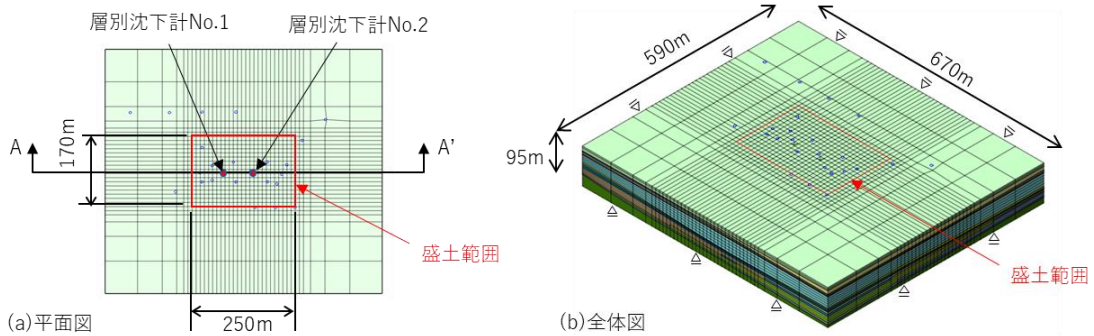 層別沈下計No.1
層別沈下計No.2
A
A'
170m
盛土範囲
250m
(a)平面図
590m
670m
95m
盛土範囲
(b)全体図